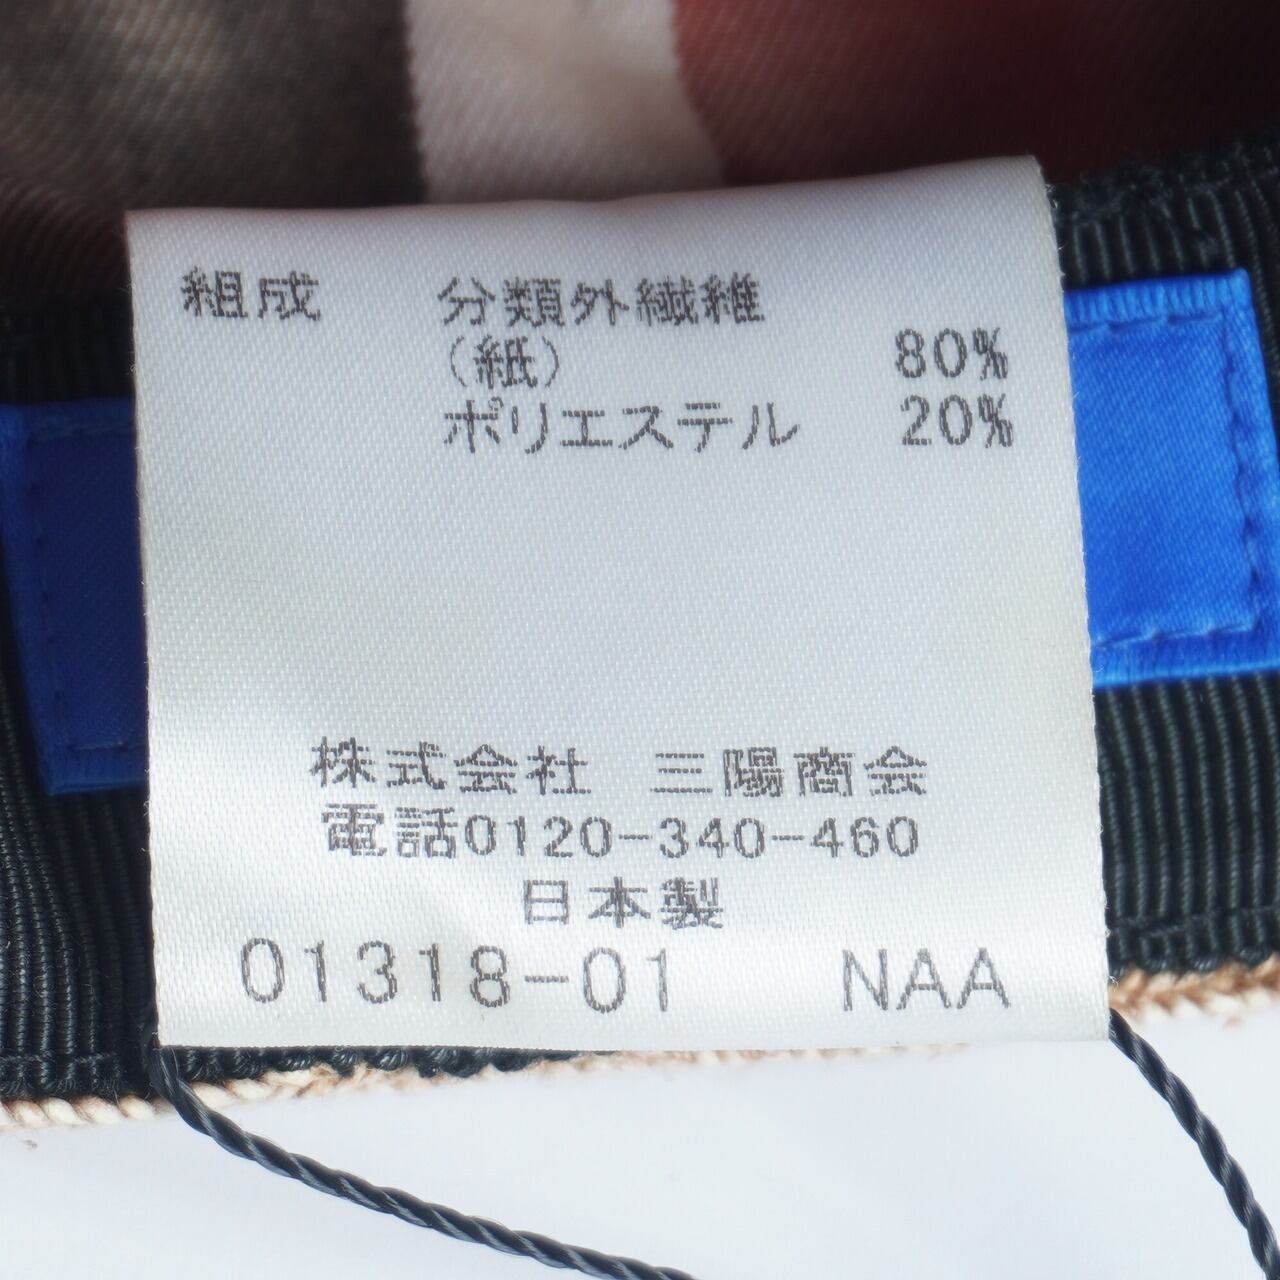 組成 分類外繊維
(紙) 80%
ポリエステル 20%
株式会社 三陽商会
電話0120-340-460
日本製
01318-01 NAA